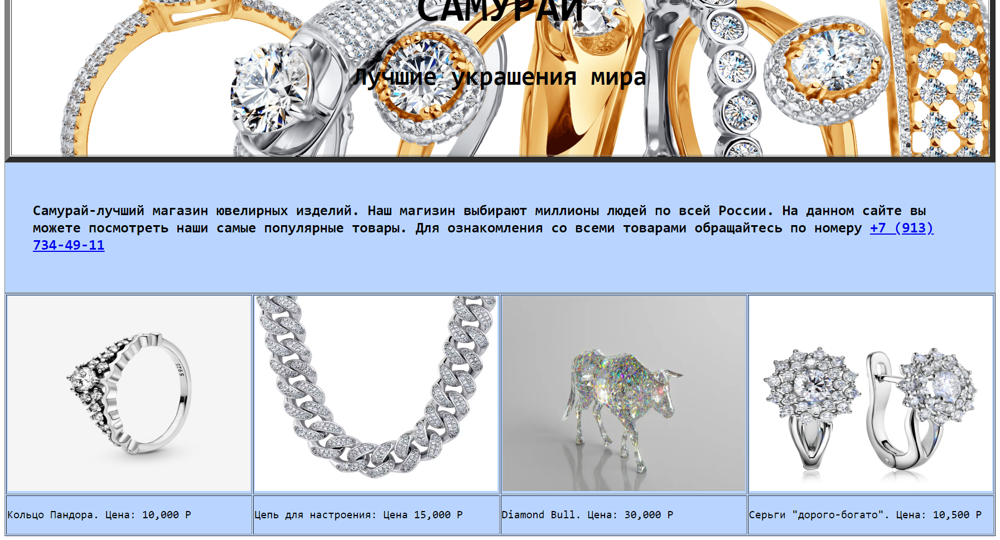 САМУРАЙ
Лучшие украшения мира
Самурай-лучший магазин ювелирных изделий. Наш магизин выбирают миллионы людей по всей России. На данном сайте вы
можете посмотреть наши самые популярные товары. Для ознакомления со всеми товарами обращайтесь по номеру +7 (913)
734-49-11
S925
Кольцо Пандора. Цена: 10,000 Р
Цепь для настроения: Цена 15,000 Р
Diamond Bull. Цена: 30,000 Р
Серьги "дорого-богато". Цена: 10,500 Р